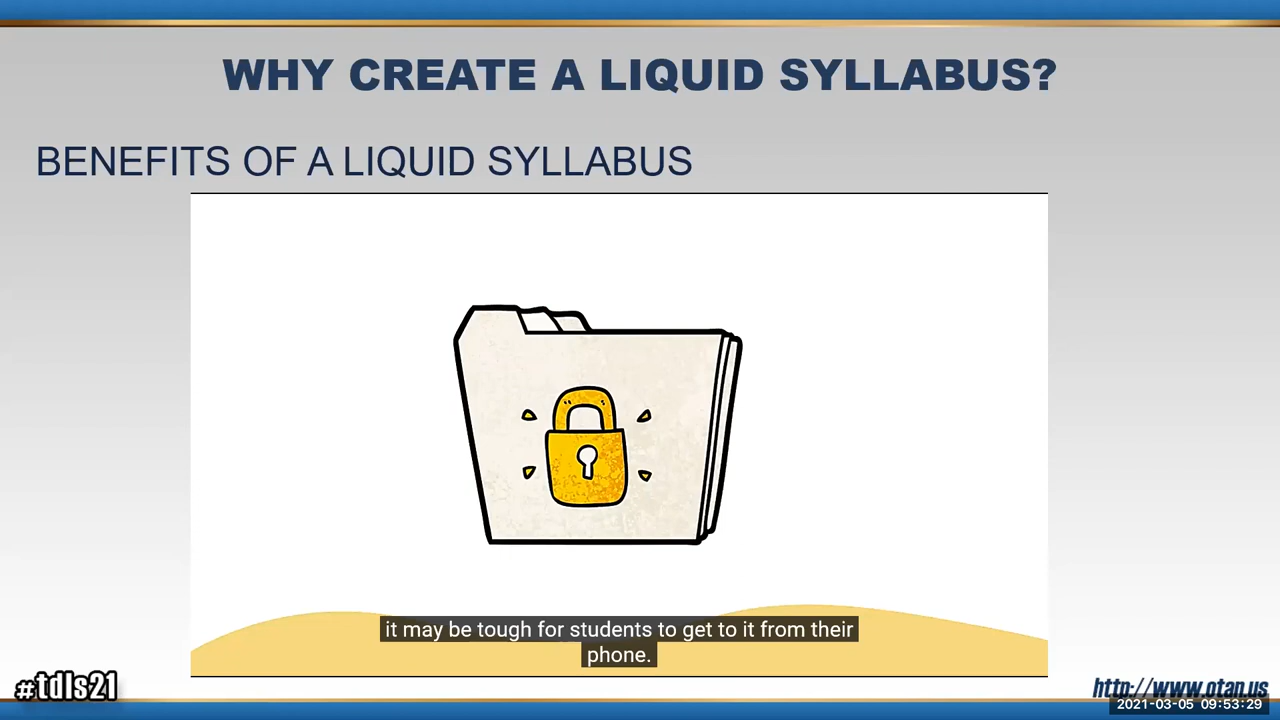 WHY CREATE A LIQUID SYLLABUS?
BENEFITS OF A LIQUID SYLLABUS
it may be tough for students to get to it from their
phone.
#tdls21
http://www.otan.us
2021-03-05 09:53:29